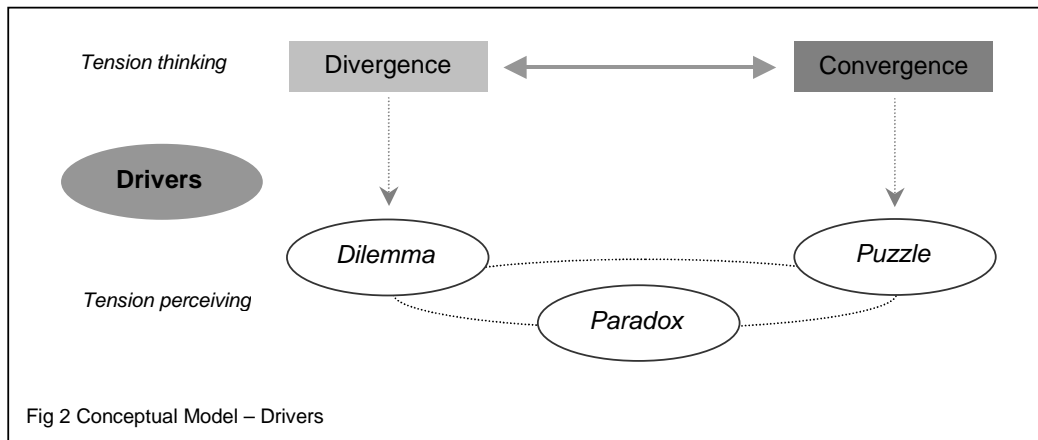 Tension thinking
Divergence
Convergence
Drivers
Dilemma
Puzzle
Tension perceiving
Paradox
Fig 2 Conceptual Model – Drivers